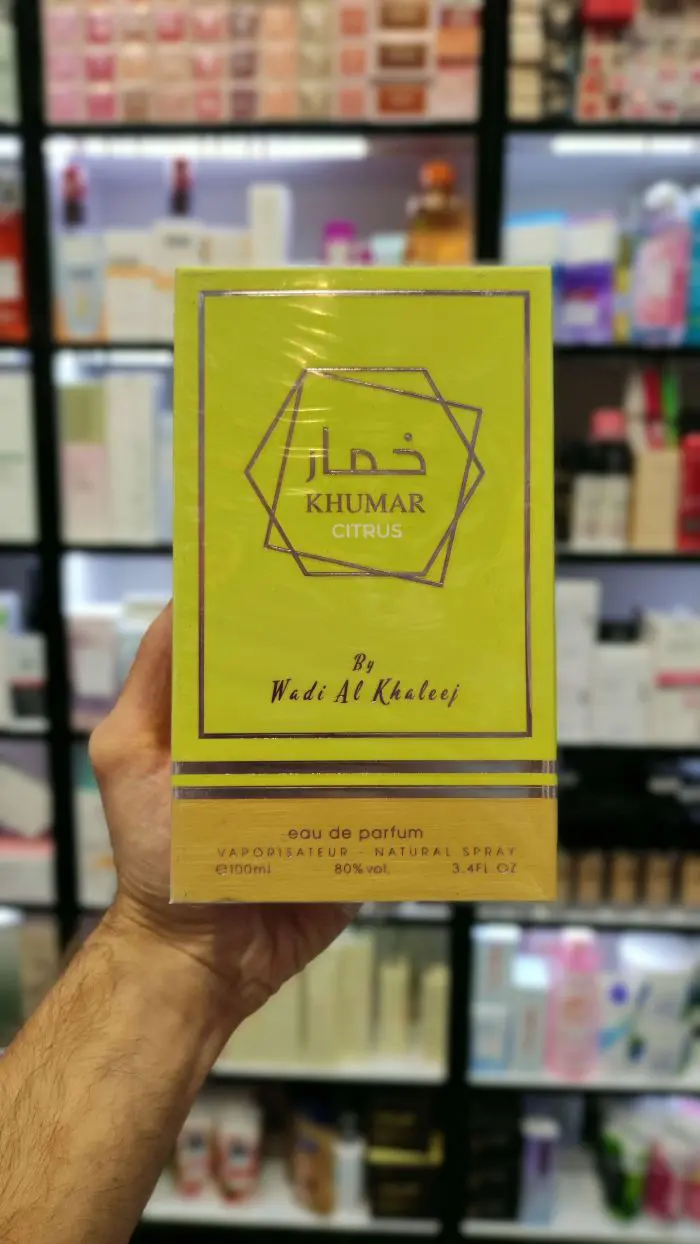 خمار
KHUMAR
CITRUS
By
Wadi Al Khaleej
eau de parfum
VAPORISATEUR - NATURAL SPRAY
℮100ml 80%vol. 3.4FL OZ